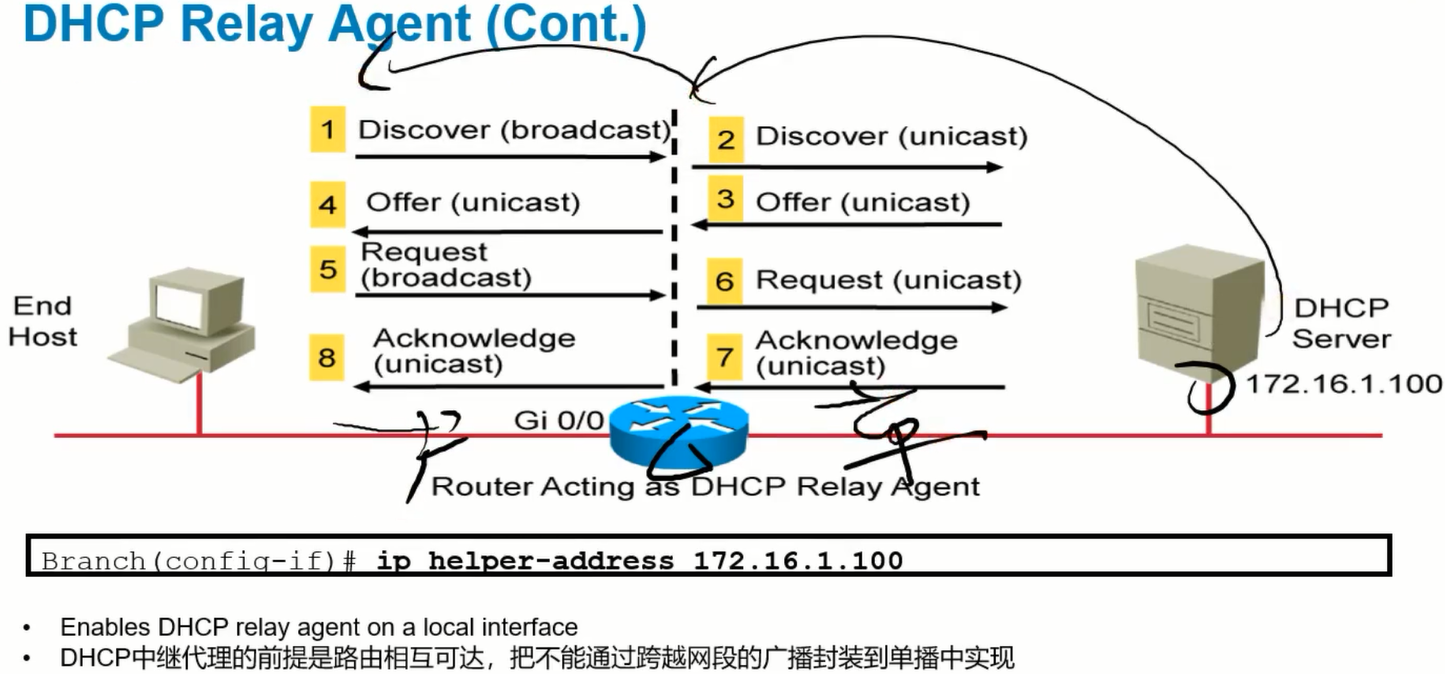 DHCP Relay Agent (Cont.)
1 Discover (broadcast)
2 Discover (unicast)
4 Offer (unicast)
3 Offer (unicast)
5 Request
(broadcast)
6 Request (unicast)
8 Acknowledge
(unicast)
7 Acknowledge
(unicast)
End
Host
DHCP
Server
172.16.1.100
Gi 0/0
Router Acting as DHCP Relay Agent
Branch(config-if)# ip helper-address 172.16.1.100
• Enables DHCP relay agent on a local interface
• DHCP中继代理的前提是路由相互可达，把不能通过跨越网段的广播封装到单播中实现